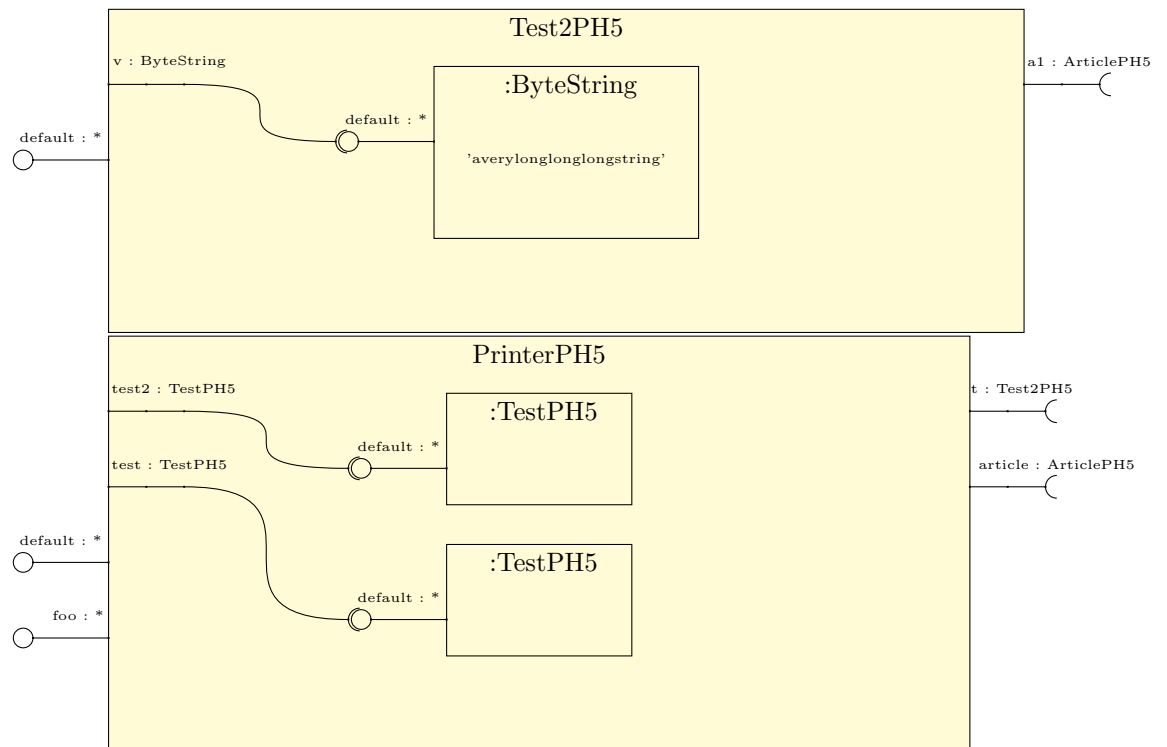 Test2PH5
v : ByteString
a1 : ArticlePH5
:ByteString
default : *
default : *
'averylonglonglongstring'
PrinterPH5
test2 : TestPH5
t : Test2PH5
:TestPH5
default : *
test : TestPH5
article : ArticlePH5
default : *
:TestPH5
default : *
foo : *